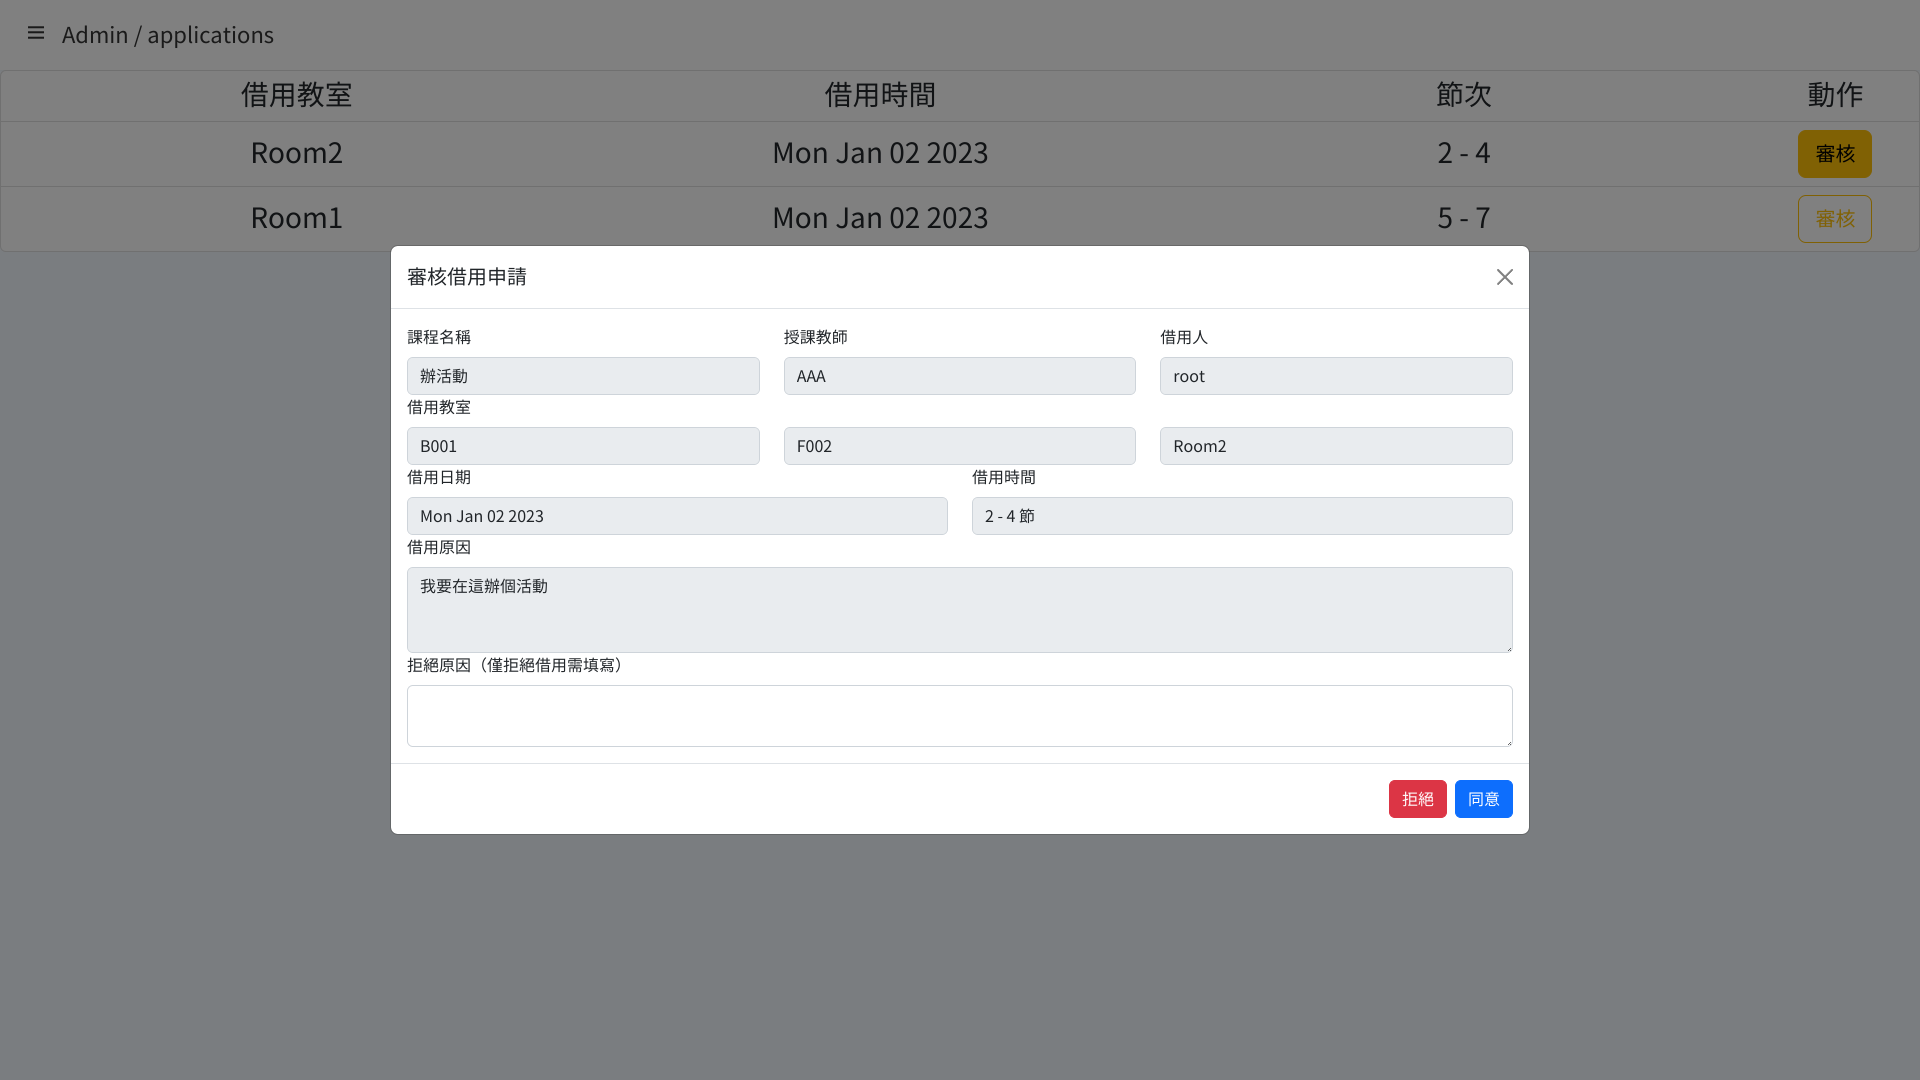 Admin / applications
借用教室 借用時間 節次 動作
Room2 Mon Jan 02 2023 2 - 4 審核
Room1 Mon Jan 02 2023 5 - 7 審核
審核借用申請
課程名稱 授課教師 借用人
辦活動 AAA root
借用教室
B001 F002 Room2
借用日期 借用時間
Mon Jan 02 2023 2 - 4 節
借用原因
我要在這辦個活動
拒絕原因（僅拒絕借用需填寫）
拒絕 同意